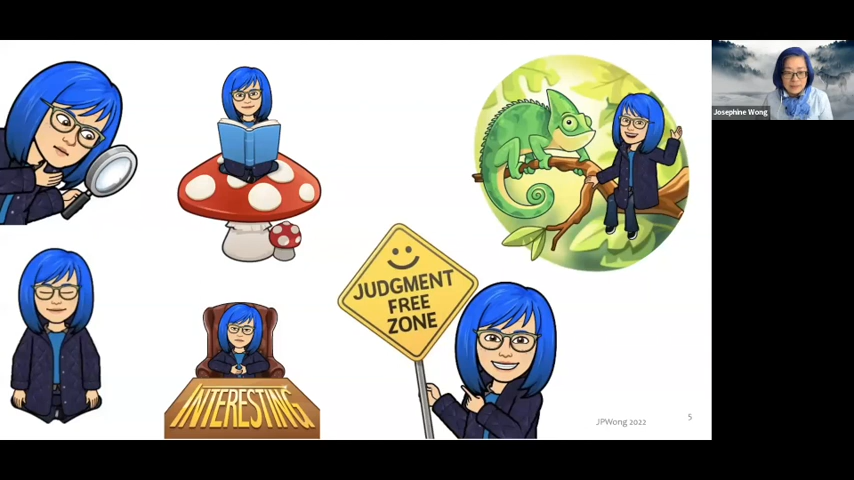 Josephine Wong
JUDGMENT
FREE
ZONE
INTERESTING
JPWong 2022
5